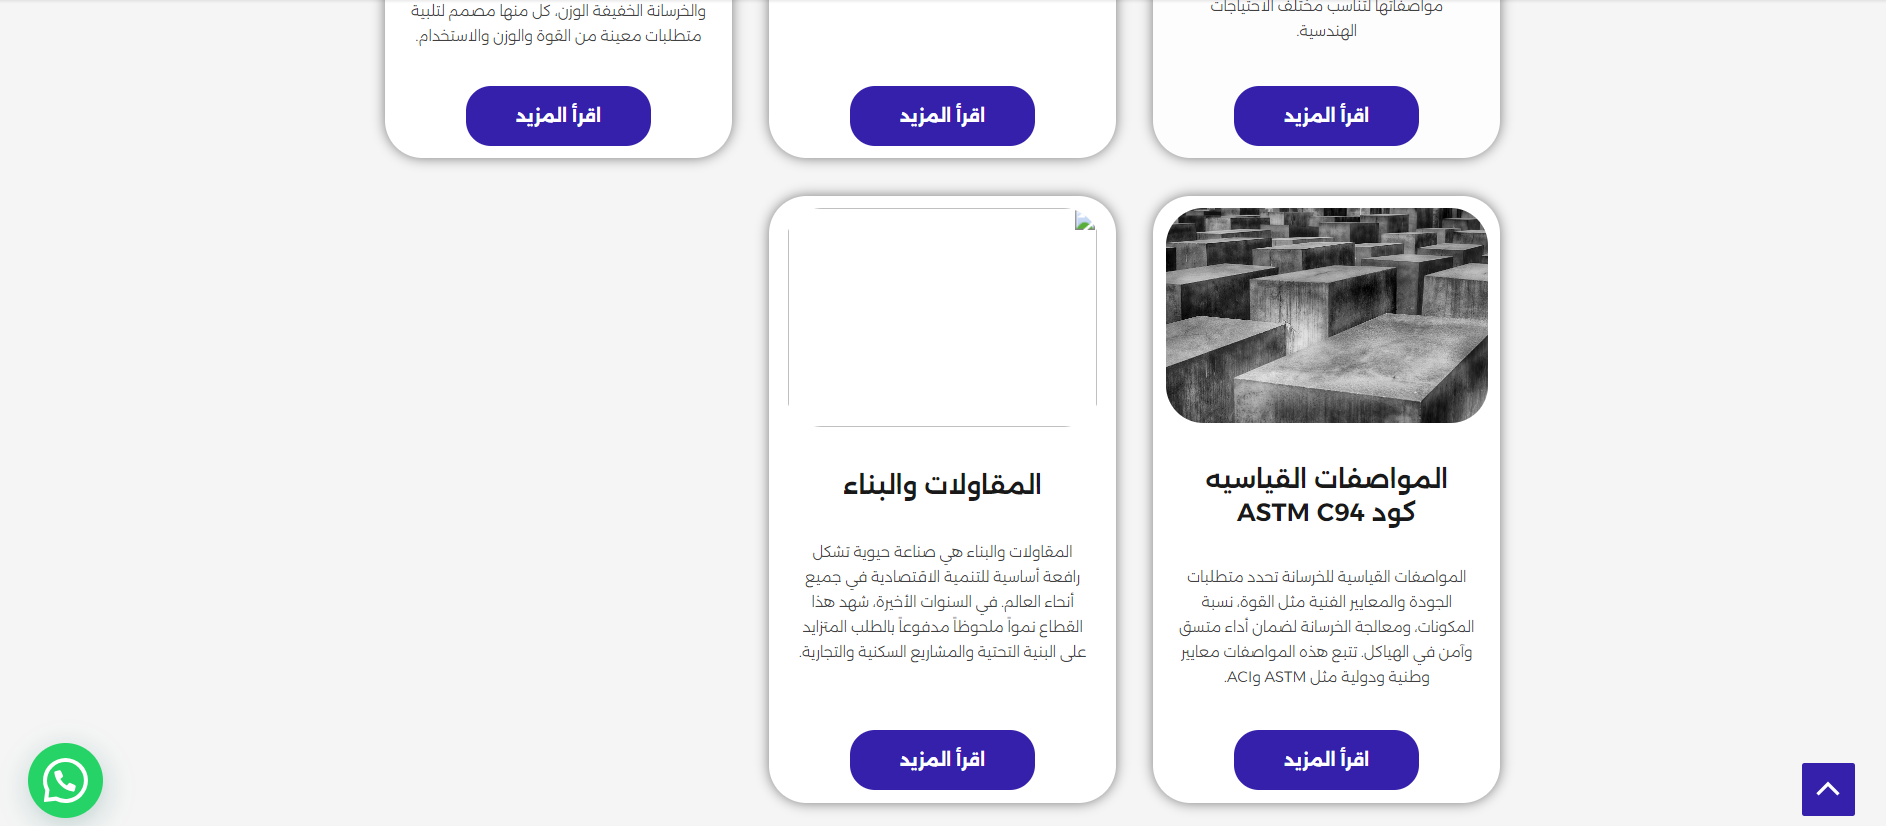 مواصفاتها لتناسب مختلف الاحتياجات
الهندسية.
اقرأ المزيد
اقرأ المزيد
والخرسانة الخفيفة الوزن، كل منها مصمم لتلبية
متطلبات معينة من القوة والوزن والاستخدام.
اقرأ المزيد
المواصفات القياسيه
كود ASTM C94
المواصفات القياسية للخرسانة تحدد متطلبات
الجودة والمعايير الفنية مثل القوة، نسبة
المكونات، ومعالجة الخرسانة لضمان أداء متسق
وآمن في الهياكل. تتبع هذه المواصفات معايير
وطنية ودولية مثل ASTM وACI.
اقرأ المزيد
المقاولات والبناء
المقاولات والبناء هي صناعة حيوية تشكل
رافعة أساسية للتنمية الاقتصادية في جميع
أنحاء العالم. في السنوات الأخيرة، شهد هذا
القطاع نمواً ملحوظاً مدفوعاً بالطلب المتزايد
على البنية التحتية والمشاريع السكنية والتجارية.
اقرأ المزيد